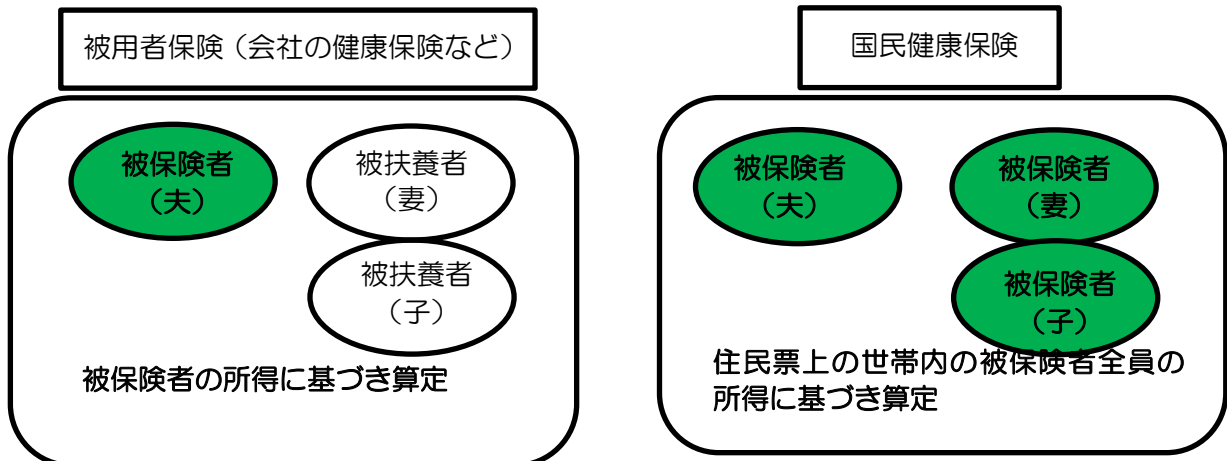 被用者保険（会社の健康保険など）
被保険者
（夫）
被扶養者
（妻）
被扶養者
（子）
被保険者の所得に基づき算定
国民健康保険
被保険者
（夫）
被保険者
（妻）
被保険者
（子）
住民票上の世帯内の被保険者全員の
所得に基づき算定